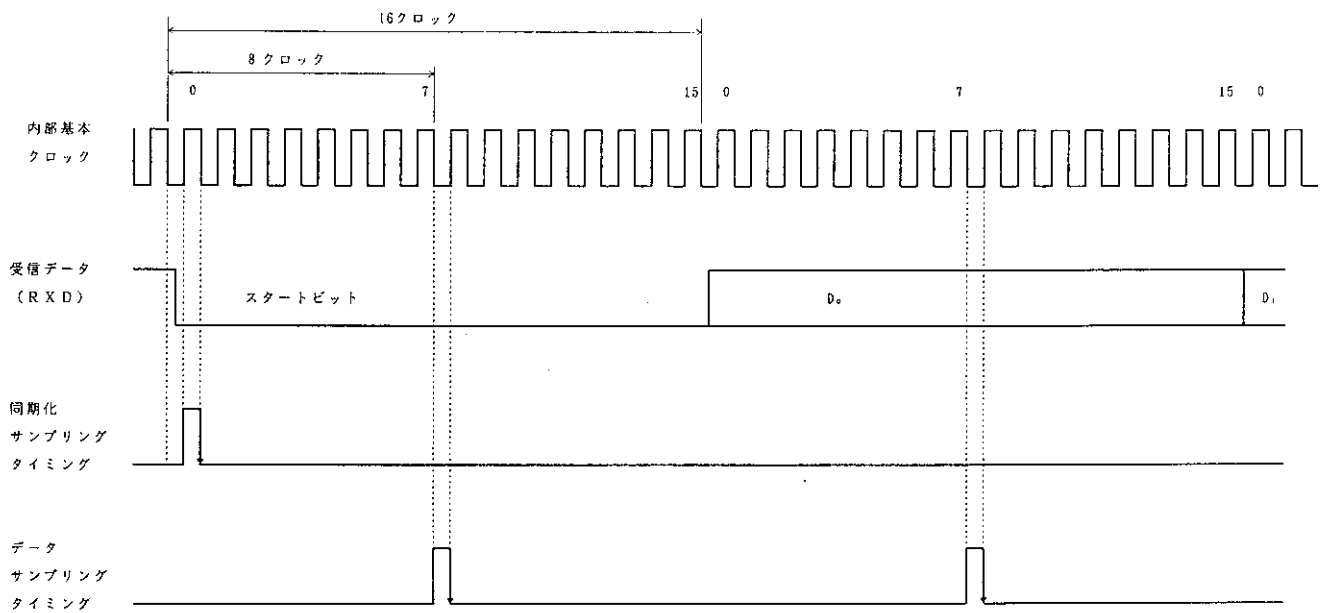 16クロック
8クロック
0 7 15 0 7 15 0
内部基本
クロック
受信データ
(RXD)
スタートビット
D₀
D₁
同期化
サンプリング
タイミング
データ
サンプリング
タイミング